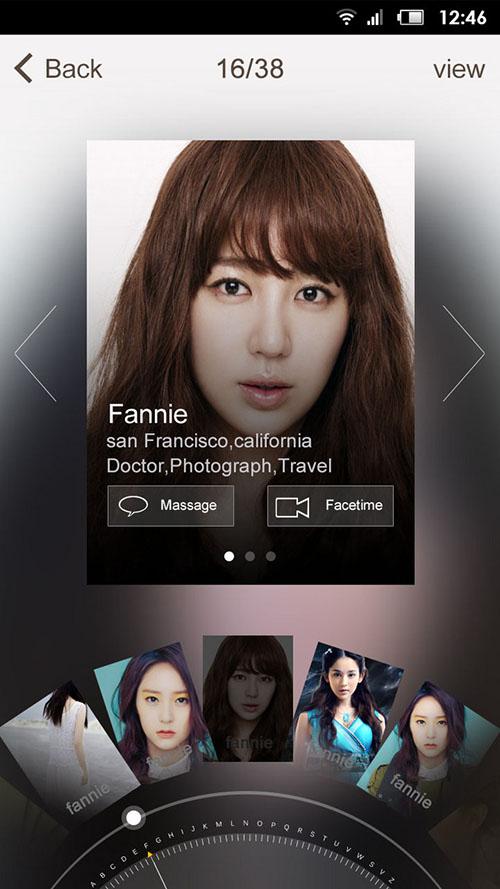 12:46
Back
16/38
view
Fannie
san Francisco,california
Doctor,Photograph,Travel
Massage
Facetime
fannie
fannie
fannie
fannie
fannie
A B C D E F G H I J K L M N O P Q R S T U V W X Y Z V S Z